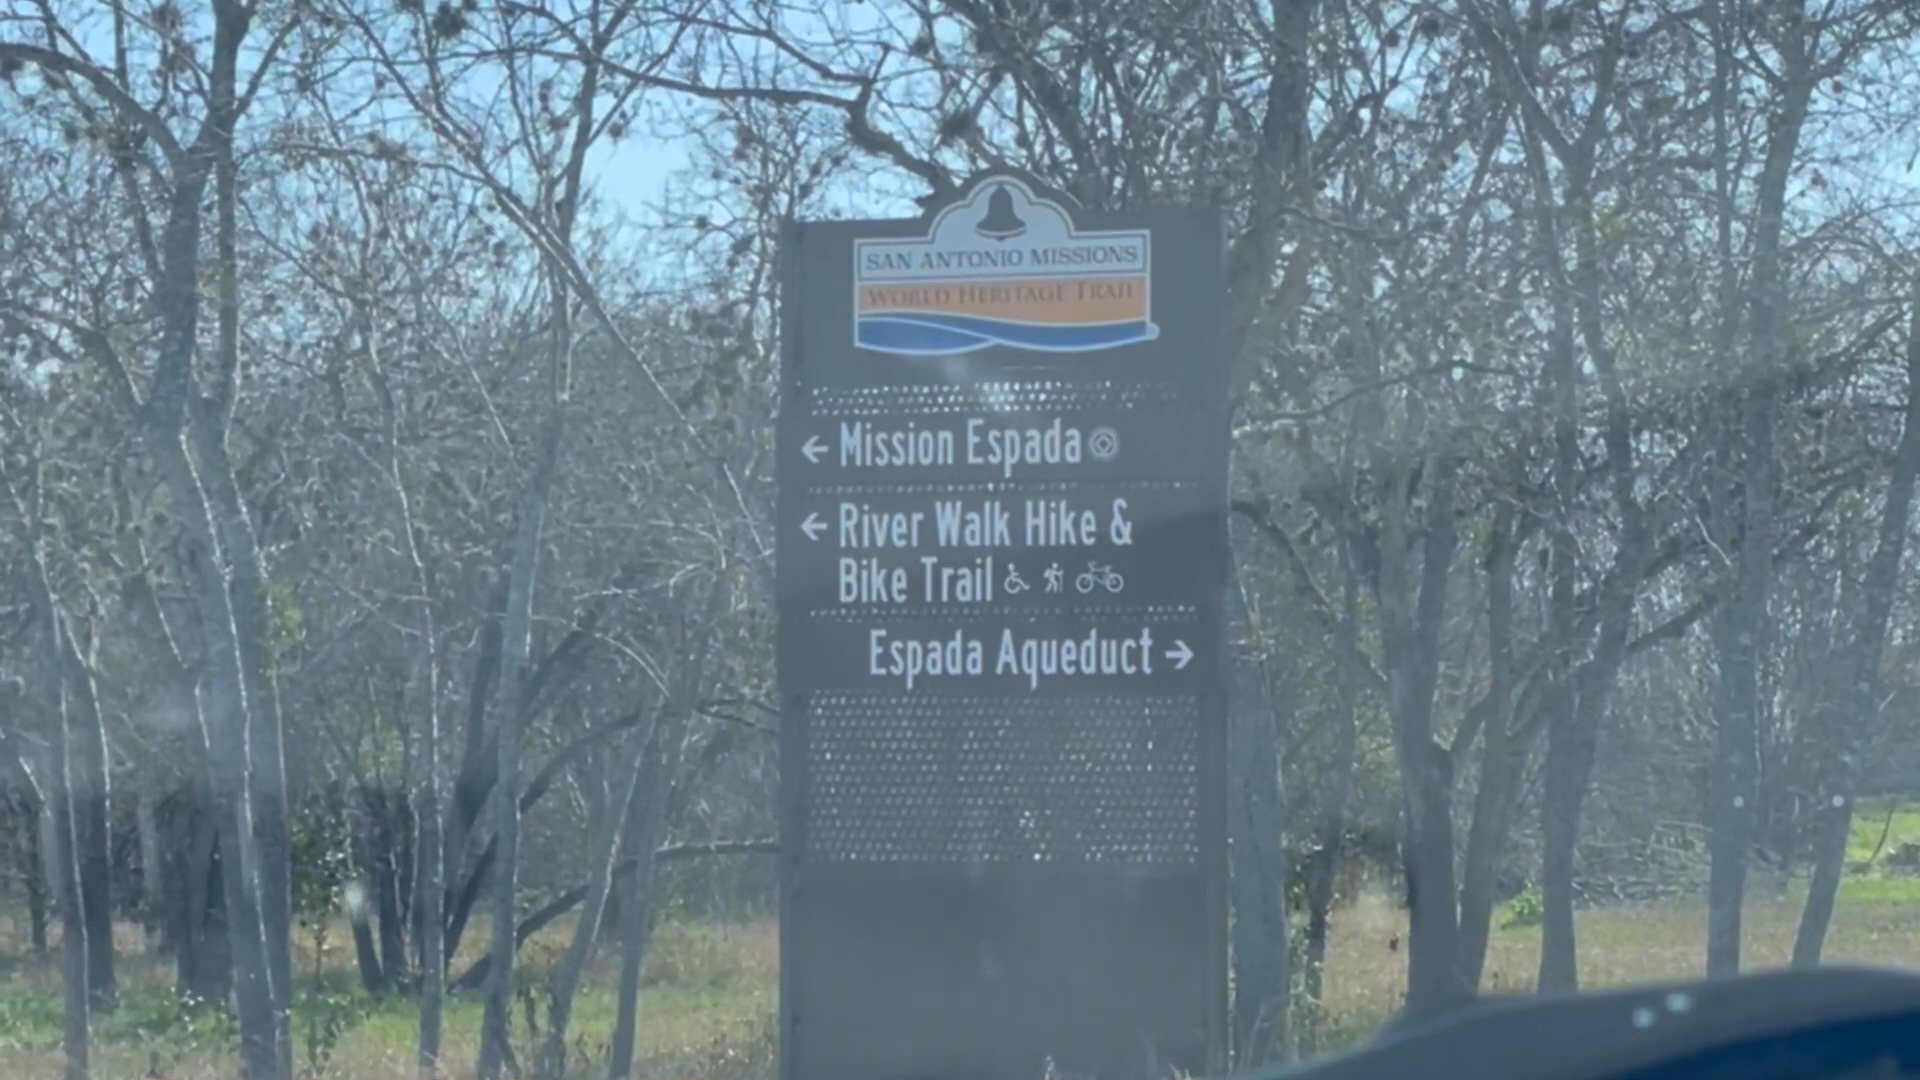 SAN ANTONIO MISSIONS
WORLD HERITAGE TRAIL
← Mission Espada
← River Walk Hike &
Bike Trail
Espada Aqueduct →